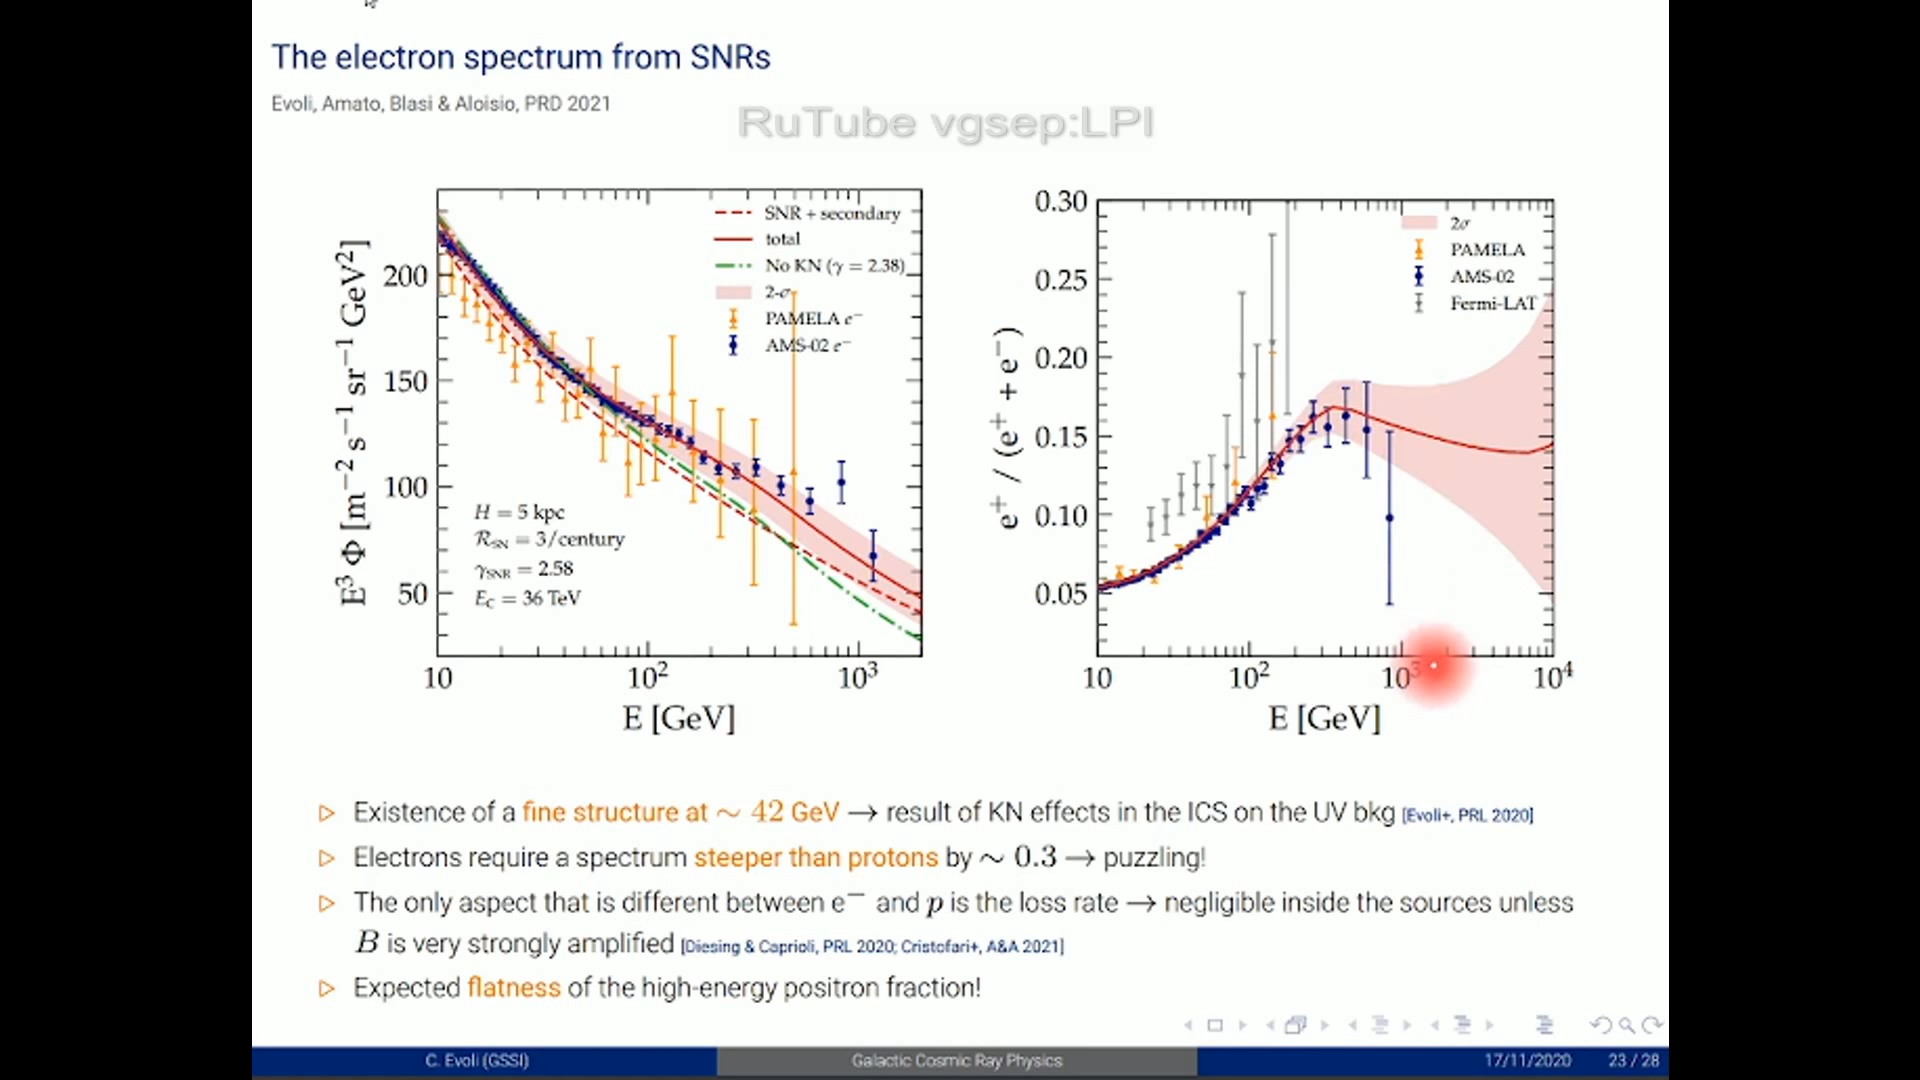 The electron spectrum from SNRs
Evoli, Amato, Blasi & Aloisio, PRD 2021
RuTube vgsep:LPI
E³ Φ [m⁻² s⁻¹ sr⁻¹ GeV²]
200
150
100
50
SNR + secondary
total
No KN (γ = 2.38)
2-σ
PAMELA e⁻
AMS-02 e⁻
H = 5 kpc
R_SN = 3/century
γ_SNR = 2.58
E_C = 36 TeV
10 10² 10³
E [GeV]
e⁺ / (e⁺ + e⁻)
0.30
0.25
0.20
0.15
0.10
0.05
2σ
PAMELA
AMS-02
Fermi-LAT
10 10² 10³ 10⁴
E [GeV]
▷ Existence of a fine structure at ∼ 42 GeV → result of KN effects in the ICS on the UV bkg [Evoli+, PRL 2020]
▷ Electrons require a spectrum steeper than protons by ∼ 0.3 → puzzling!
▷ The only aspect that is different between e⁻ and p is the loss rate → negligible inside the sources unless
B is very strongly amplified [Diesing & Caprioli, PRL 2020; Cristofari+, A&A 2021]
▷ Expected flatness of the high-energy positron fraction!
C. Evoli (GSSI) Galactic Cosmic Ray Physics 17/11/2020 23 / 28